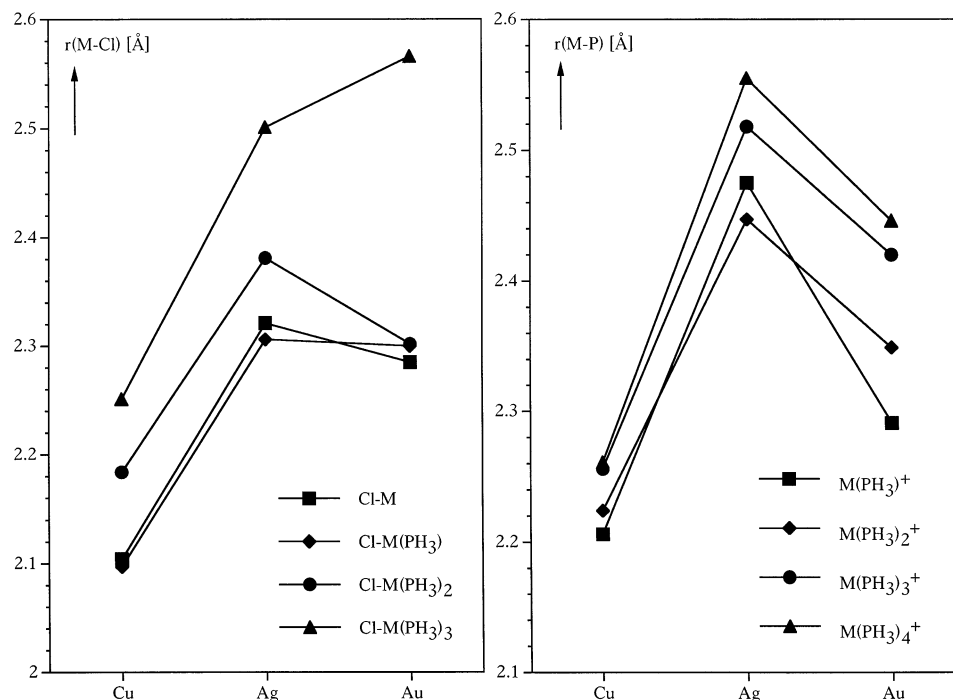 r(M-Cl) [Å]
2.6
2.5
2.4
2.3
2.2
2.1
2
Cl-M
Cl-M(PH3)
Cl-M(PH3)2
Cl-M(PH3)3
Cu
Ag
Au
r(M-P) [Å]
2.6
2.5
2.4
2.3
2.2
2.1
M(PH3)+
M(PH3)2+
M(PH3)3+
M(PH3)4+
Cu
Ag
Au